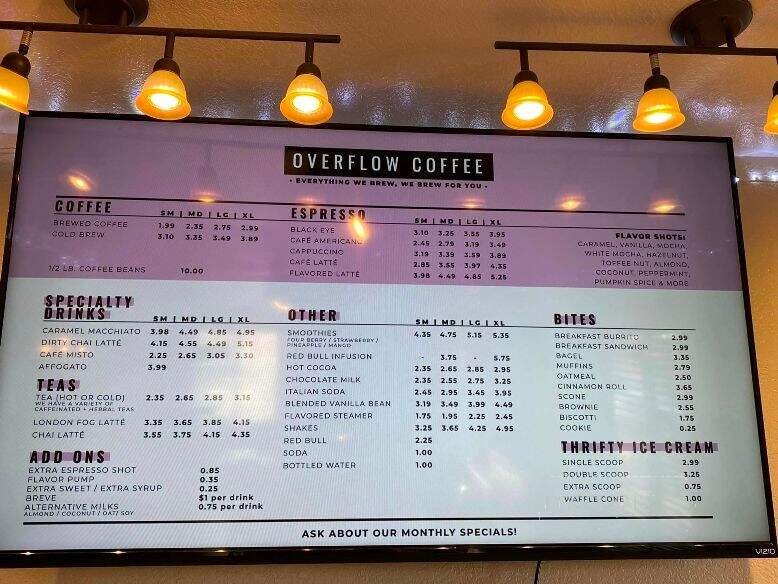 OVERFLOW COFFEE
• EVERYTHING WE BREW, WE BREW FOR YOU •
COFFEE
SM | MD | LG | XL
BREWED COFFEE 1.99 2.35 2.75 2.99
COLD BREW 3.10 3.35 3.49 3.89
1/2 LB. COFFEE BEANS 10.00
ESPRESSO
SM | MD | LG | XL
BLACK EYE 3.10 3.25 3.55 3.95
CAFÉ AMERICANO 2.45 2.79 3.19 3.49
CAPPUCCINO 3.19 3.39 3.59 3.89
CAFÉ LATTÉ 2.85 3.55 3.97 4.35
FLAVORED LATTÉ 3.98 4.49 4.85 5.25
FLAVOR SHOTS:
CARAMEL, VANILLA, MOCHA,
WHITE MOCHA, HAZELNUT,
TOFFEE NUT, ALMOND,
COCONUT, PEPPERMINT,
PUMPKIN SPICE & MORE
SPECIALTY
DRINKS
SM | MD | LG | XL
CARAMEL MACCHIATO 3.98 4.49 4.85 4.95
DIRTY CHAI LATTÉ 4.15 4.55 4.49 5.15
CAFÉ MISTO 2.25 2.65 3.05 3.30
AFFOGATO 3.99
TEAS
TEA (HOT OR COLD) 2.35 2.65 2.85 3.15
WE HAVE A VARIETY OF
CAFFEINATED + HERBAL TEAS
LONDON FOG LATTÉ 3.35 3.65 3.85 4.15
CHAI LATTÉ 3.55 3.75 4.15 4.35
ADD ONS
EXTRA ESPRESSO SHOT 0.85
FLAVOR PUMP 0.35
EXTRA SWEET / EXTRA SYRUP 0.25
BREVE $1 per drink
ALTERNATIVE MILKS 0.75 per drink
ALMOND / COCONUT / OAT/ SOY
OTHER
SM | MD | LG | XL
SMOOTHIES 4.35 4.75 5.15 5.35
FOUR BERRY / STRAWBERRY /
PINEAPPLE / MANGO
RED BULL INFUSION - 3.75 - 5.75
HOT COCOA 2.35 2.65 2.85 2.95
CHOCOLATE MILK 2.35 2.55 2.75 3.25
ITALIAN SODA 2.45 2.95 3.45 3.95
BLENDED VANILLA BEAN 3.19 3.49 3.99 4.49
FLAVORED STEAMER 1.75 1.95 2.25 2.45
SHAKES 3.25 3.65 4.25 4.95
RED BULL 2.25
SODA 1.00
BOTTLED WATER 1.00
BITES
BREAKFAST BURRITO 2.99
BREAKFAST SANDWICH 2.99
BAGEL 3.35
MUFFINS 2.79
OATMEAL 2.50
CINNAMON ROLL 3.65
SCONE 2.99
BROWNIE 2.55
BISCOTTI 1.75
COOKIE 0.25
THRIFTY ICE CREAM
SINGLE SCOOP 2.99
DOUBLE SCOOP 3.25
EXTRA SCOOP 0.75
WAFFLE CONE 1.00
ASK ABOUT OUR MONTHLY SPECIALS!
VIZIO